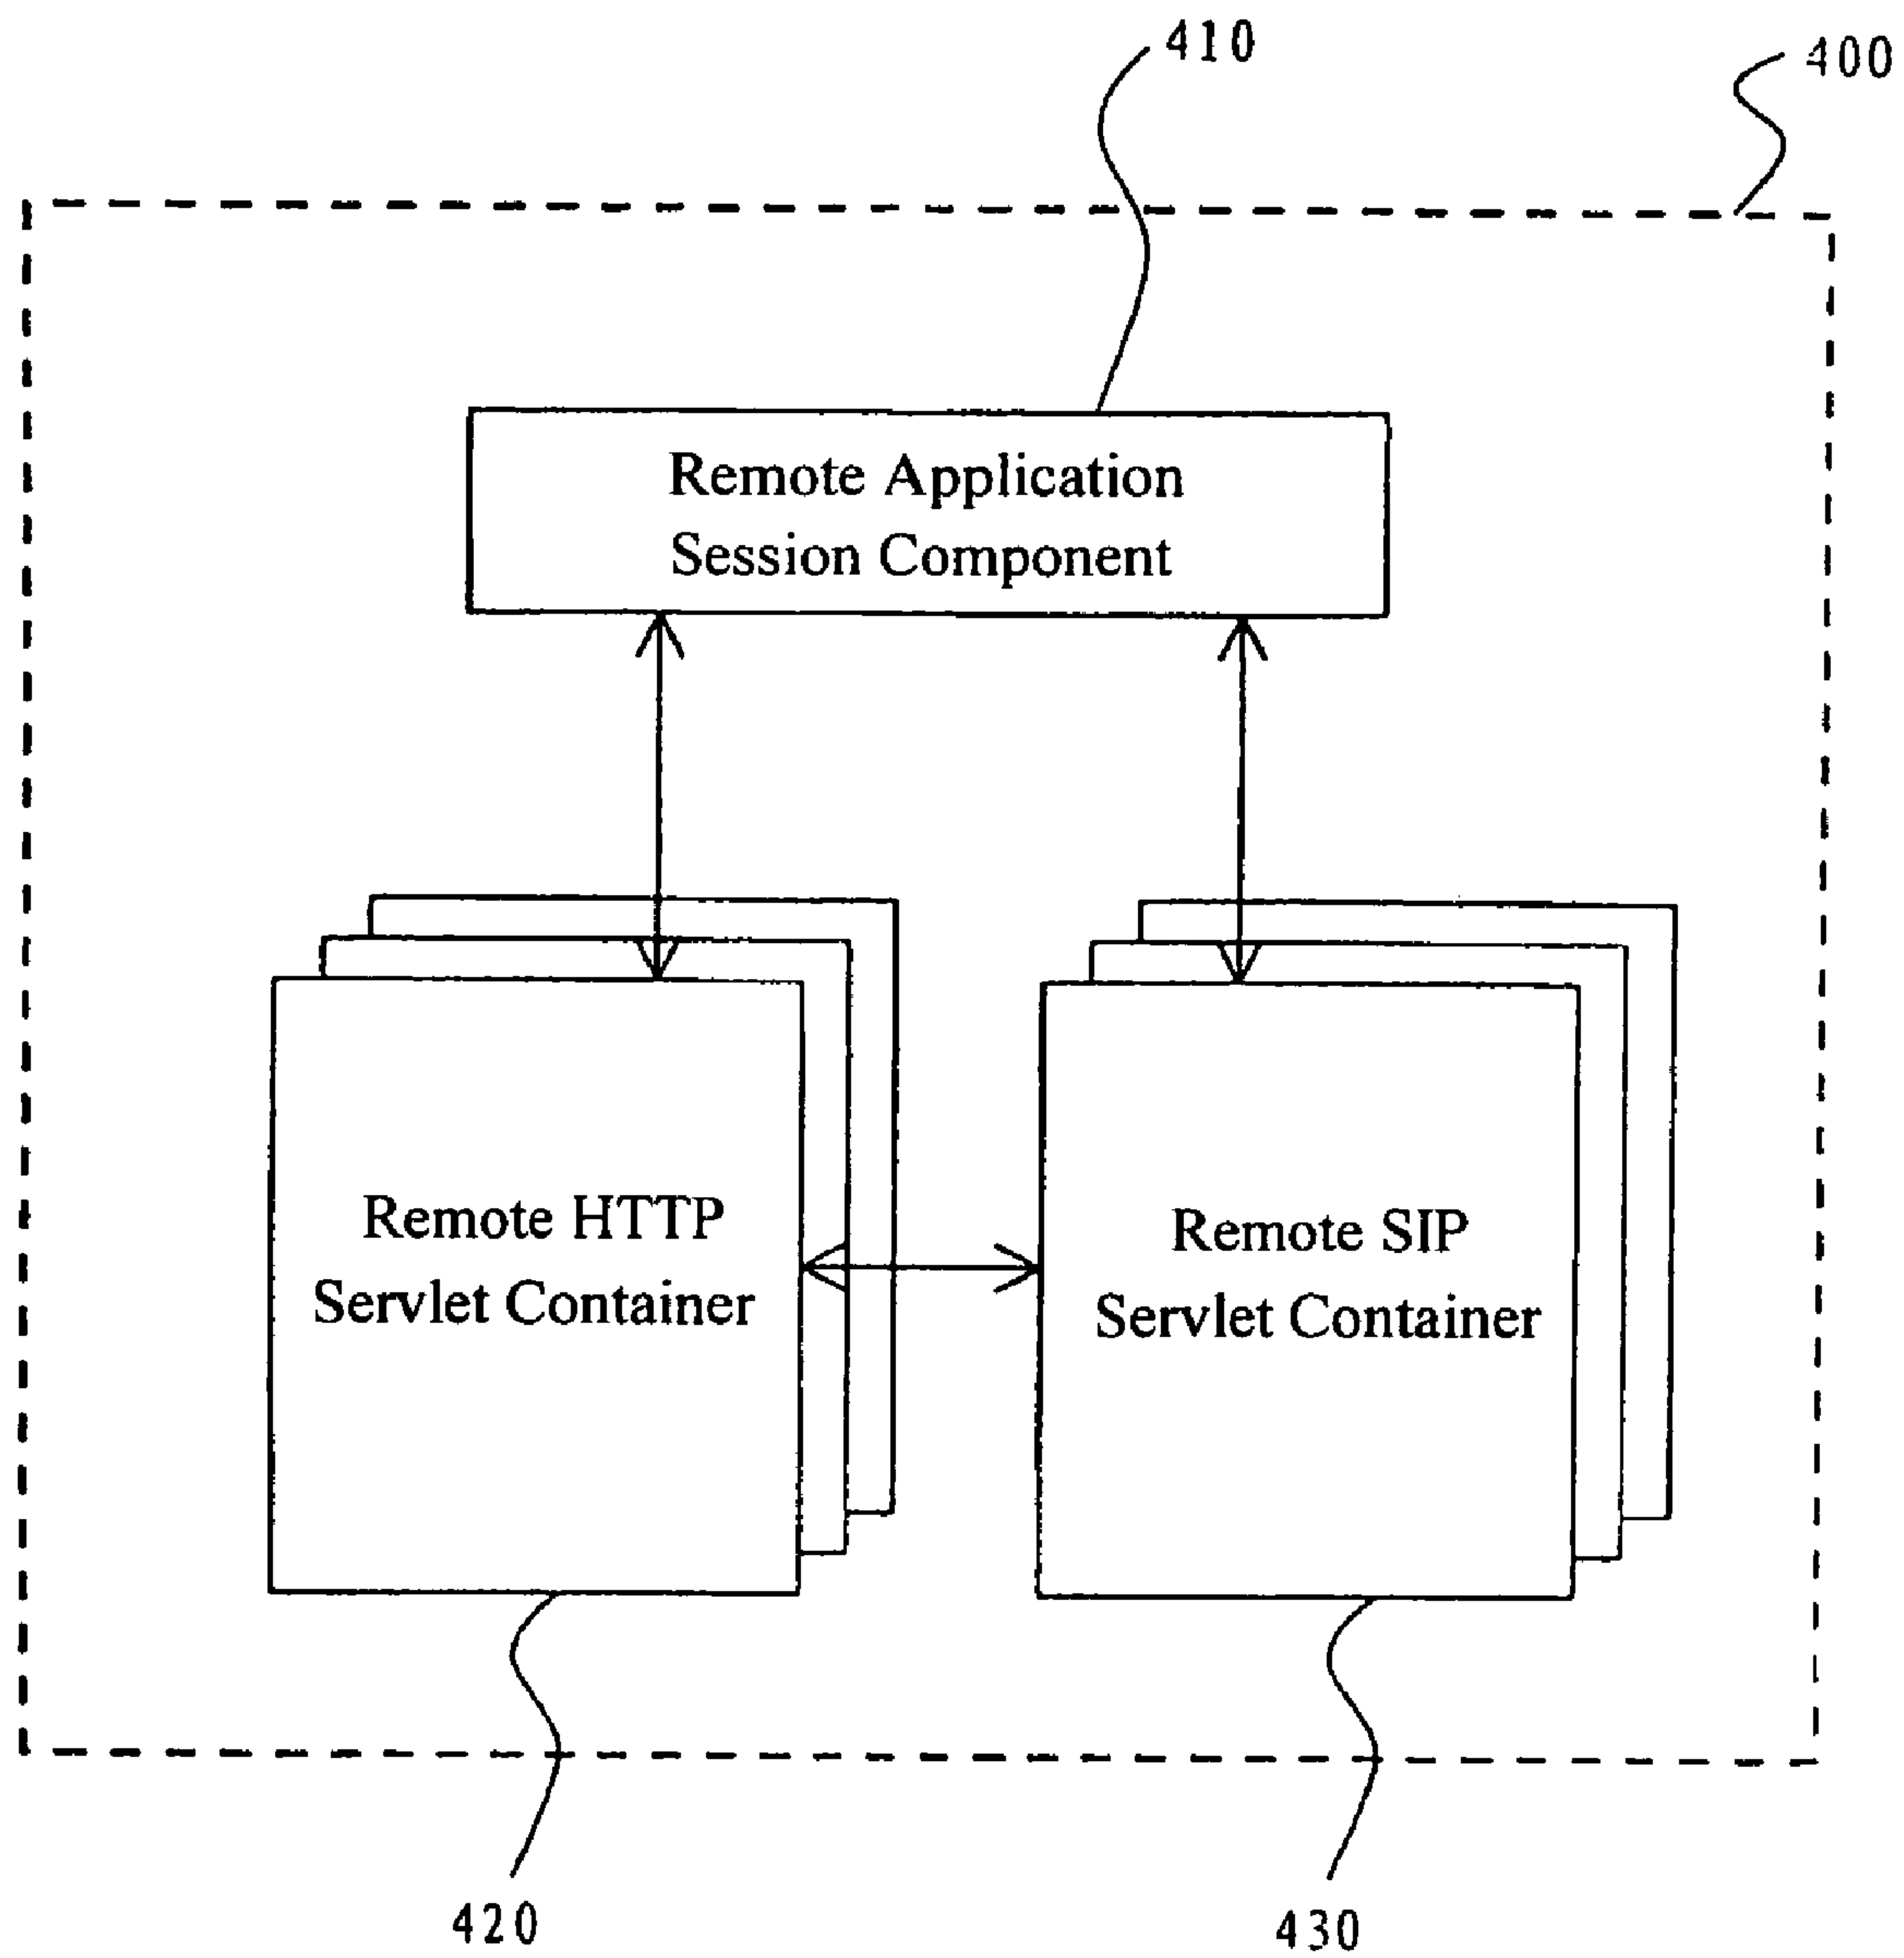 410
400
Remote Application
Session Component
Remote HTTP
Servlet Container
Remote SIP
Servlet Container
420
430